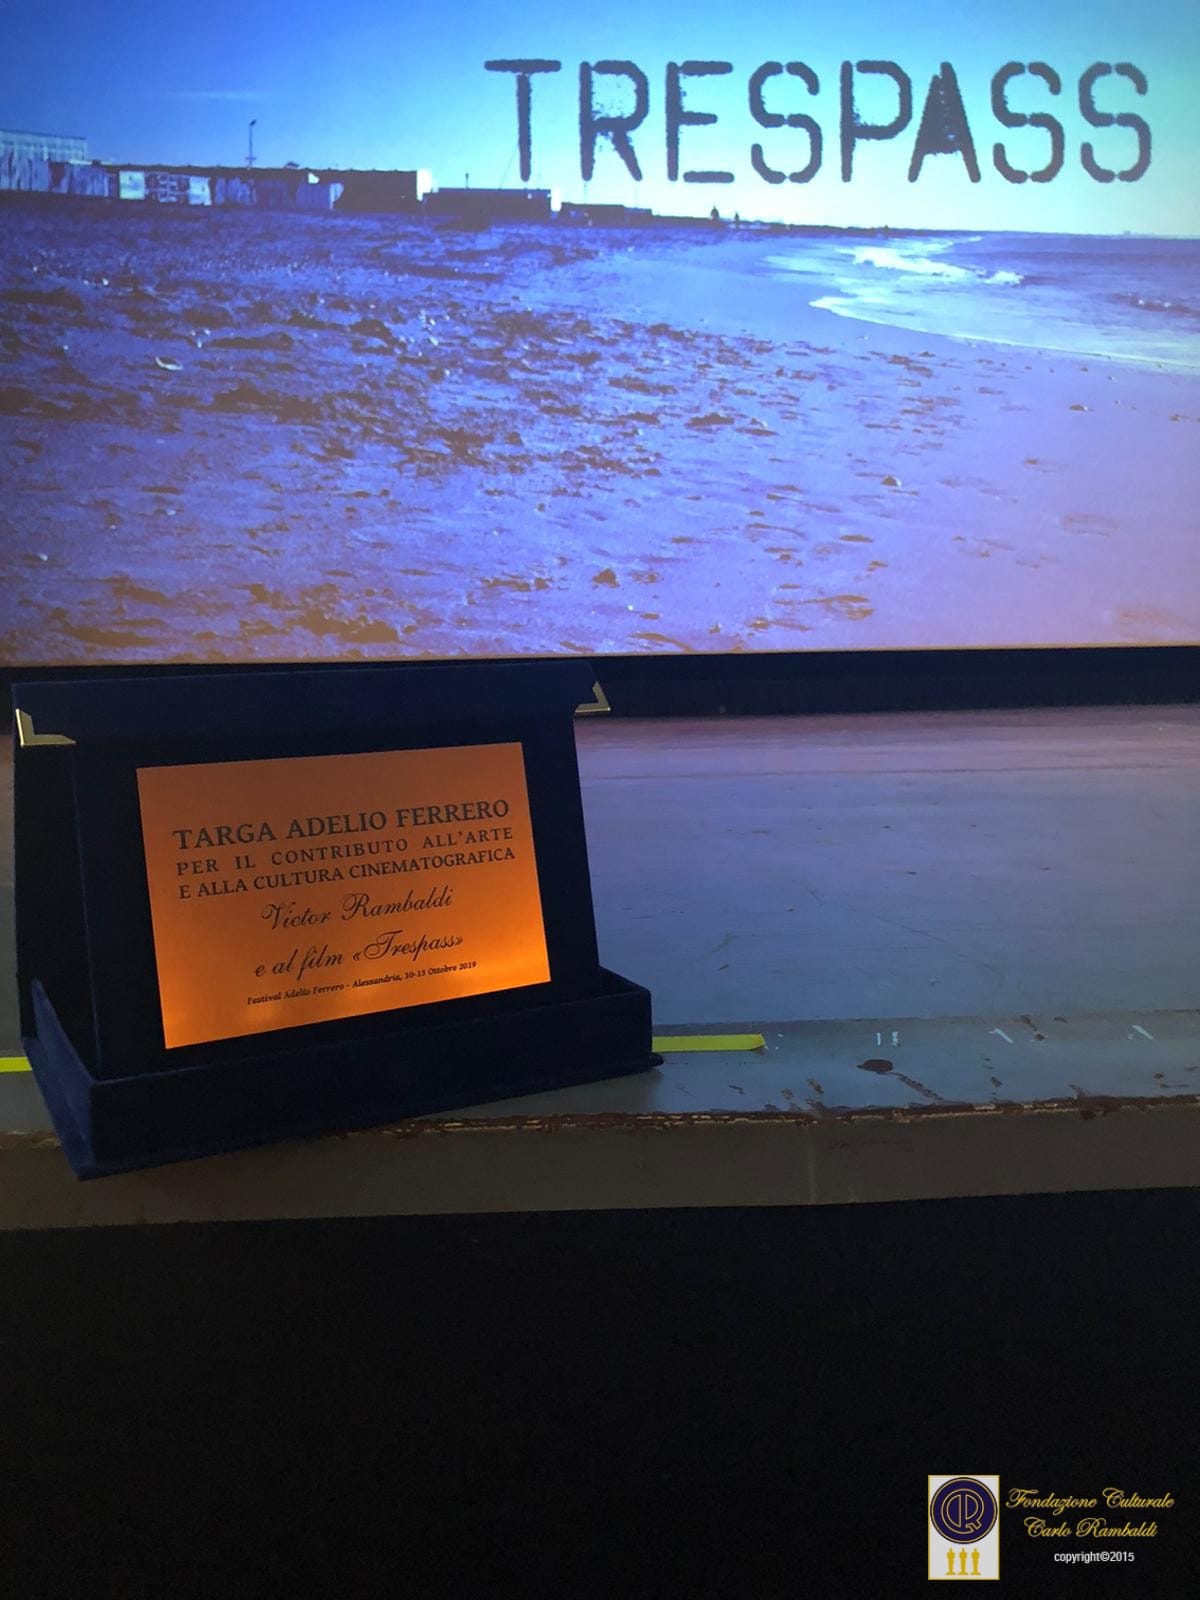 TRESPASS
TARGA ADELIO FERRERO
PER IL CONTRIBUTO ALL'ARTE
E ALLA CULTURA CINEMATOGRAFICA
Victor Rambaldi
e al film «Trespass»
Festival Adelio Ferrero - Alessandria, 10-13 Ottobre 2019
Fondazione Culturale
Carlo Rambaldi
copyright©2015